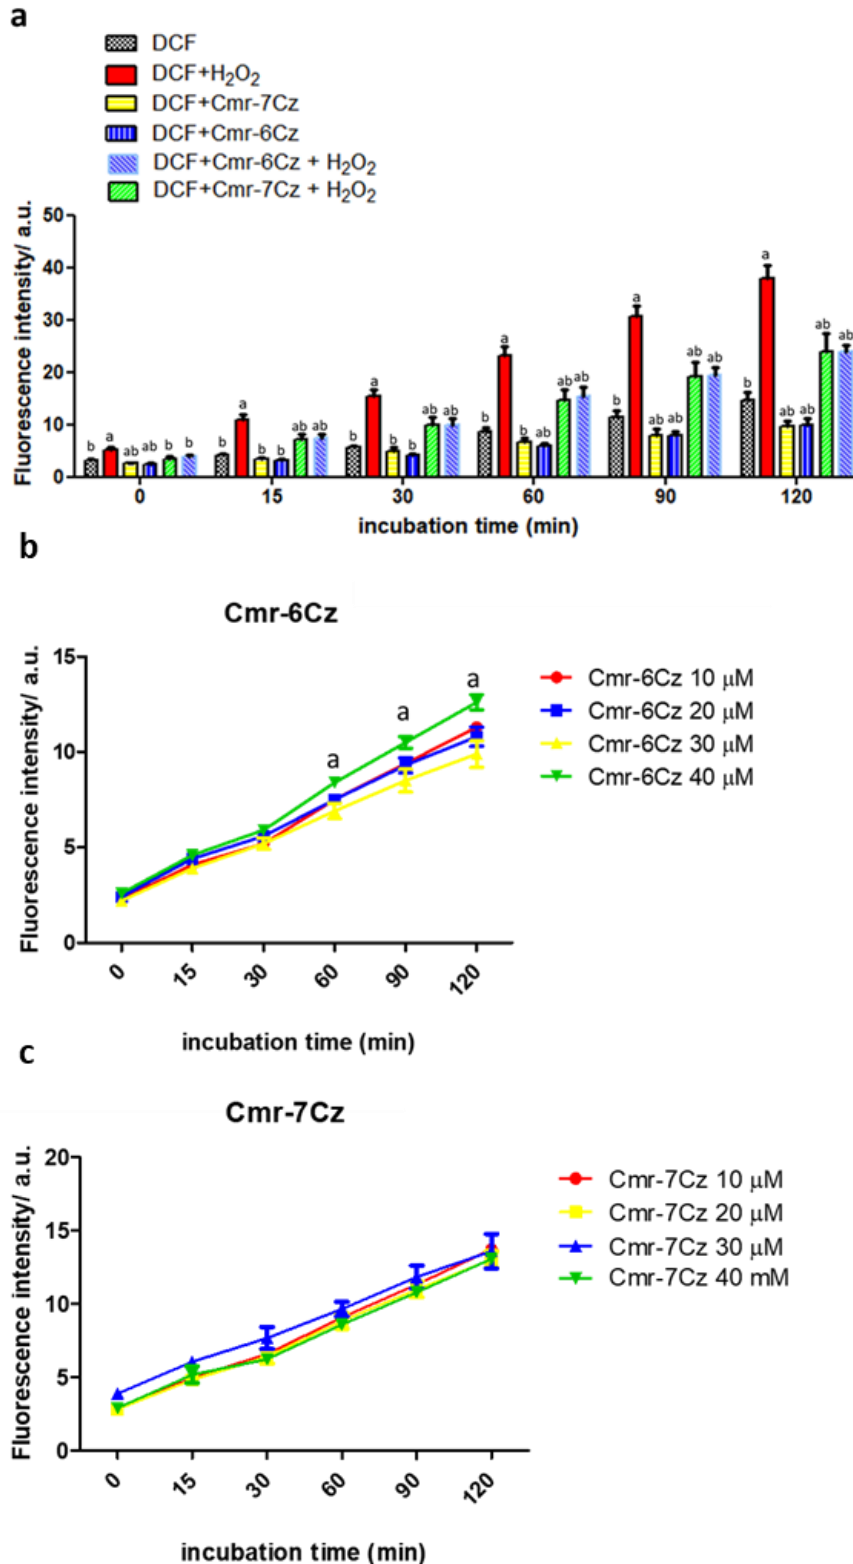 a
DCF
DCF+H₂O₂
DCF+Cmr-7Cz
DCF+Cmr-6Cz
DCF+Cmr-6Cz + H₂O₂
DCF+Cmr-7Cz + H₂O₂
Fluorescence intensity/ a.u.
50
40
30
20
10
0
b a ab ab b b
b a b b ab ab
b a b b ab ab
b a b ab ab ab
b a ab ab ab ab
b a ab ab ab ab
0 15 30 60 90 120
incubation time (min)
b
Cmr-6Cz
Fluorescence intensity/ a.u.
15
10
5
0
a a a
Cmr-6Cz 10 μM
Cmr-6Cz 20 μM
Cmr-6Cz 30 μM
Cmr-6Cz 40 μM
0 15 30 60 90 120
incubation time (min)
c
Cmr-7Cz
Fluorescence intensity/ a.u.
20
15
10
5
0
Cmr-7Cz 10 μM
Cmr-7Cz 20 μM
Cmr-7Cz 30 μM
Cmr-7Cz 40 mM
0 15 30 60 90 120
incubation time (min)